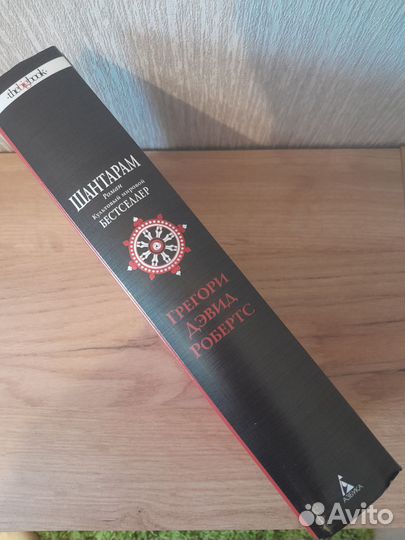 ·thebigbook·
ШАНТАРАМ
Роман
Культовый мировой
БЕСТСЕЛЛЕР
ГРЕГОРИ
ДЭВИД
РОБЕРТС
АЗБУКА
Avito